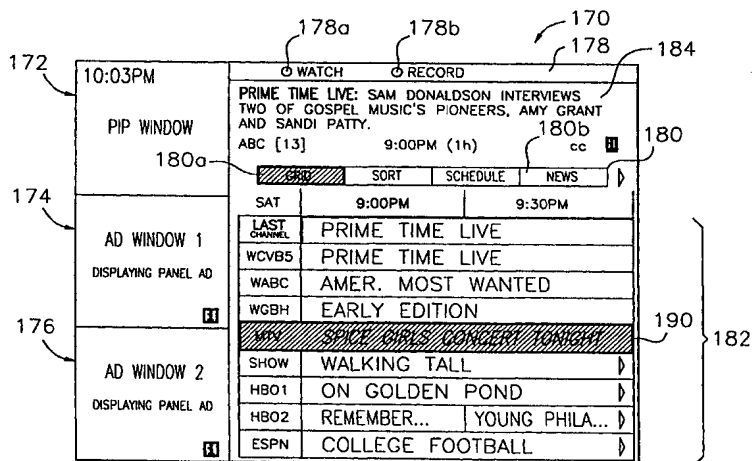 170
178a 178b
178
172
10:03PM
PIP WINDOW
WATCH RECORD
184
PRIME TIME LIVE: SAM DONALDSON INTERVIEWS
TWO OF GOSPEL MUSIC'S PIONEERS, AMY GRANT
AND SANDI PATTY.
ABC [13] 9:00PM (1h) cc
180a
180b
180
GRID SORT SCHEDULE NEWS
174
AD WINDOW 1
DISPLAYING PANEL AD
176
AD WINDOW 2
DISPLAYING PANEL AD
SAT 9:00PM 9:30PM
LAST
CHANNEL PRIME TIME LIVE
WCVB5 PRIME TIME LIVE
WABC AMER. MOST WANTED
WGBH EARLY EDITION
MTV SPICE GIRLS CONCERT TONIGHT
190
182
SHOW WALKING TALL
HBO1 ON GOLDEN POND
HBO2 REMEMBER... YOUNG PHILA...
ESPN COLLEGE FOOTBALL